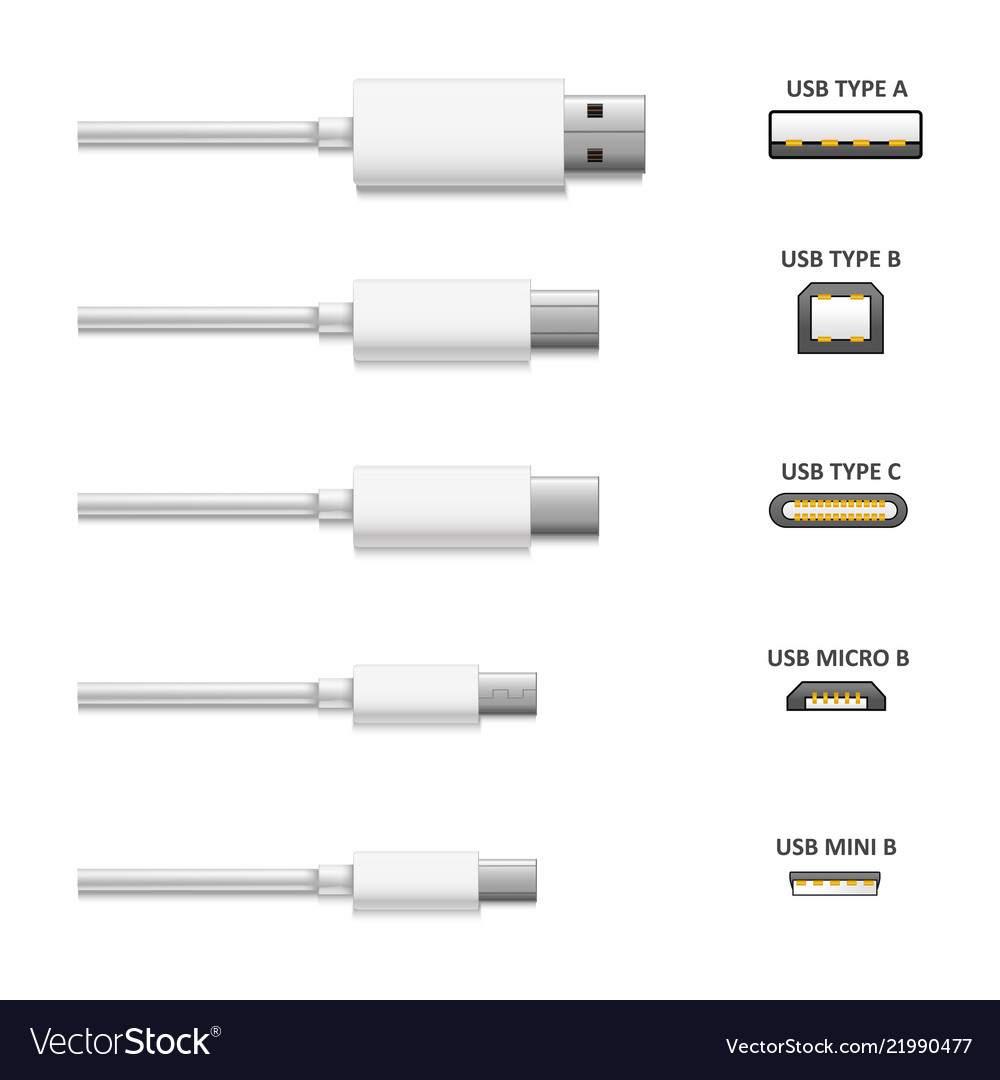 USB TYPE A
USB TYPE B
USB TYPE C
USB MICRO B
USB MINI B
VectorStock®
VectorStock.com/21990477